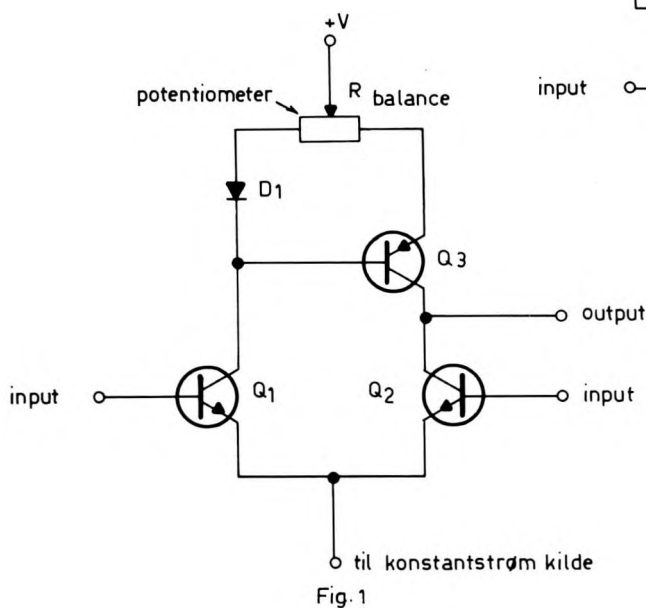 +V
potentiometer
R balance
input
D1
Q3
output
input
Q1
Q2
input
til konstantstrøm kilde
Fig. 1